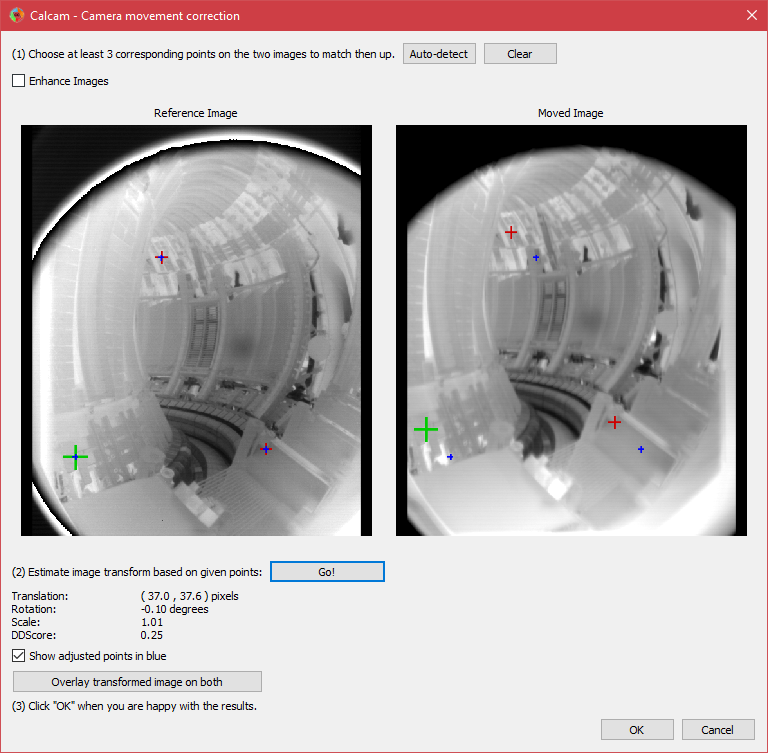 Calcam - Camera movement correction
(1) Choose at least 3 corresponding points on the two images to match then up. Auto-detect Clear
Enhance Images
Reference Image Moved Image
(2) Estimate image transform based on given points: Go!
Translation: ( 37.0 , 37.6 ) pixels
Rotation: -0.10 degrees
Scale: 1.01
DDScore: 0.25
Show adjusted points in blue
Overlay transformed image on both
(3) Click "OK" when you are happy with the results.
OK Cancel